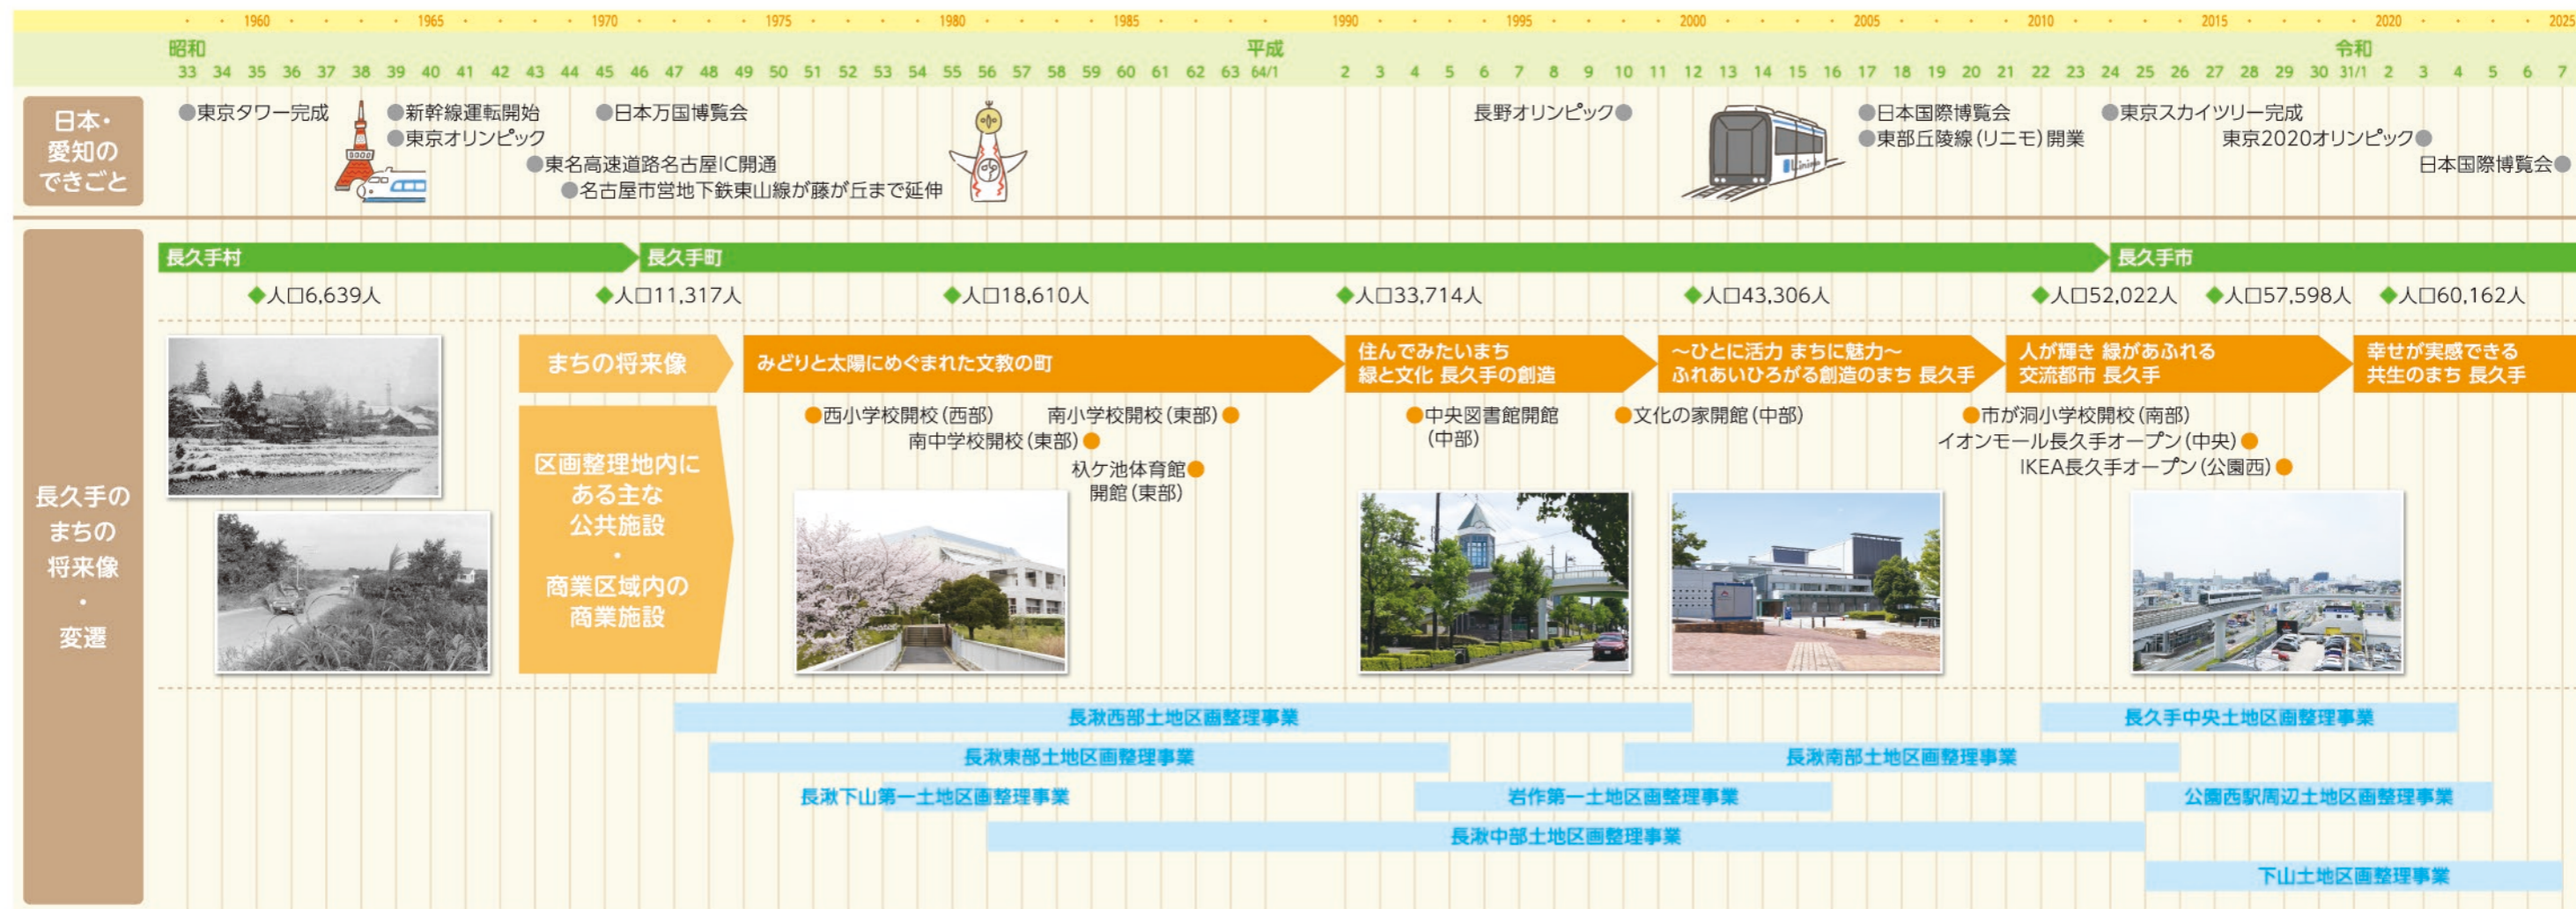 1960 1965 1970 1975 1980 1985 1990 1995 2000 2005 2010 2015 2020 2025
昭和 平成 令和
33 34 35 36 37 38 39 40 41 42 43 44 45 46 47 48 49 50 51 52 53 54 55 56 57 58 59 60 61 62 63 64/1 2 3 4 5 6 7 8 9 10 11 12 13 14 15 16 17 18 19 20 21 22 23 24 25 26 27 28 29 30 31/1 2 3 4 5 6 7
日本・
愛知の
できごと
東京タワー完成
新幹線運転開始
東京オリンピック
日本万国博覧会
東名高速道路名古屋IC開通
名古屋市営地下鉄東山線が藤が丘まで延伸
長野オリンピック
Linimo
日本国際博覧会
東部丘陵線(リニモ)開業
東京スカイツリー完成
東京2020オリンピック
日本国際博覧会
長久手の
まちの
将来像
・
変遷
長久手村
長久手町
長久手市
人口6,639人
人口11,317人
人口18,610人
人口33,714人
人口43,306人
人口52,022人
人口57,598人
人口60,162人
まちの将来像
みどりと太陽にめぐまれた文教の町
住んでみたいまち
緑と文化 長久手の創造
～ひとに活力 まちに魅力～
ふれあいひろがる創造のまち 長久手
人が輝き 緑があふれる
交流都市 長久手
幸せが実感できる
共生のまち 長久手
区画整理地内に
ある主な
公共施設
・
商業区域内の
商業施設
西小学校開校(西部)
南小学校開校(東部)
南中学校開校(東部)
杁ケ池体育館
開館(東部)
中央図書館開館
(中部)
文化の家開館(中部)
市が洞小学校開校(南部)
イオンモール長久手オープン(中央)
IKEA長久手オープン(公園西)
長湫西部土地区画整理事業
長久手中央土地区画整理事業
長湫東部土地区画整理事業
長湫南部土地区画整理事業
長湫下山第一土地区画整理事業
岩作第一土地区画整理事業
公園西駅周辺土地区画整理事業
長湫中部土地区画整理事業
下山土地区画整理事業